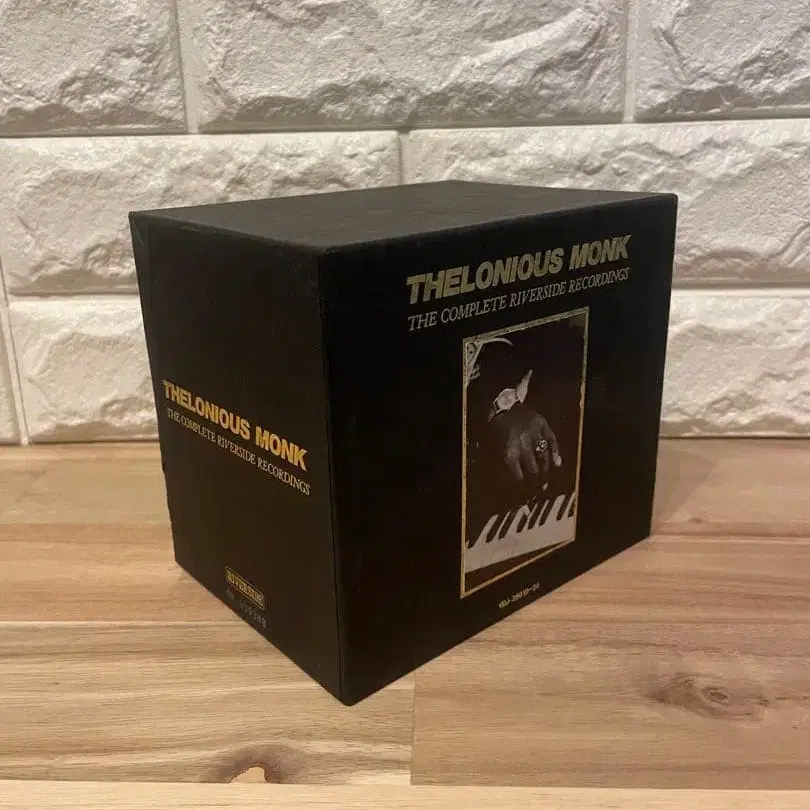 THELONIOUS MONK
THE COMPLETE RIVERSIDE RECORDINGS
THELONIOUS MONK
THE COMPLETE RIVERSIDE RECORDINGS
RIVERSIDE